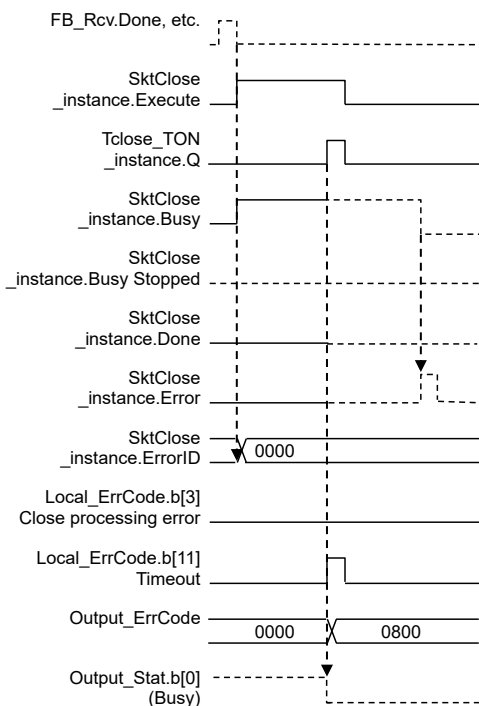 FB_Rcv.Done, etc.
SktClose
_instance.Execute
Tclose_TON
_instance.Q
SktClose
_instance.Busy
SktClose
_instance.Busy Stopped
SktClose
_instance.Done
SktClose
_instance.Error
SktClose
_instance.ErrorID
0000
Local_ErrCode.b[3]
Close processing error
Local_ErrCode.b[11]
Timeout
Output_ErrCode
0000
0800
Output_Stat.b[0]
(Busy)